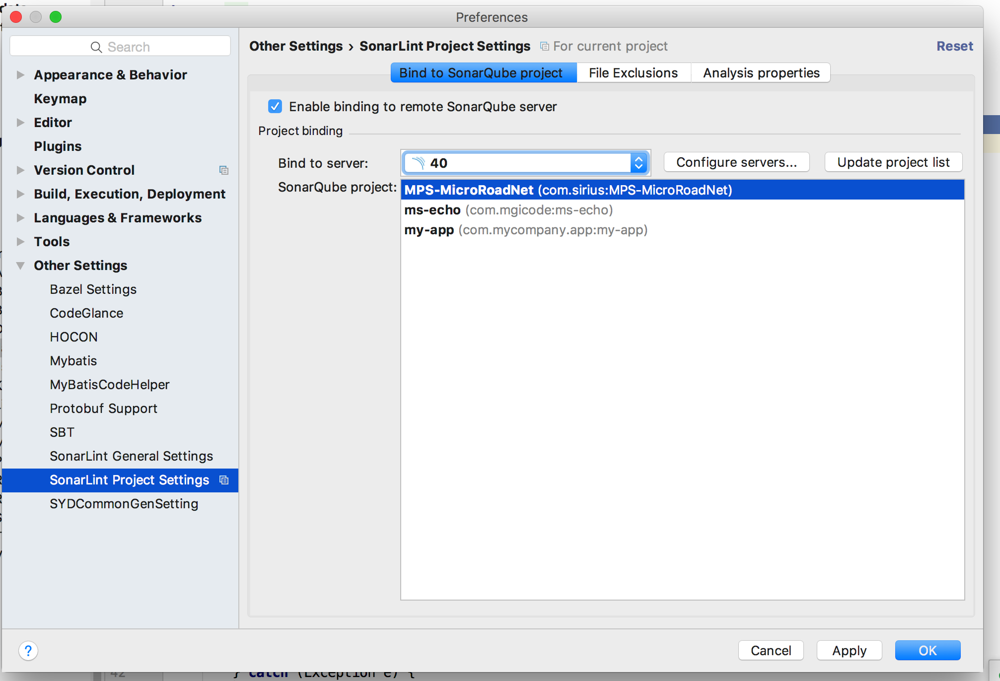 Preferences
Search
Appearance & Behavior
Keymap
Editor
Plugins
Version Control
Build, Execution, Deployment
Languages & Frameworks
Tools
Other Settings
Bazel Settings
CodeGlance
HOCON
Mybatis
MyBatisCodeHelper
Protobuf Support
SBT
SonarLint General Settings
SonarLint Project Settings
SYDCommonGenSetting
Other Settings › SonarLint Project Settings For current project Reset
Bind to SonarQube project File Exclusions Analysis properties
Enable binding to remote SonarQube server
Project binding
Bind to server: 40 Configure servers... Update project list
SonarQube project: MPS-MicroRoadNet (com.sirius:MPS-MicroRoadNet)
ms-echo (com.mgicode:ms-echo)
my-app (com.mycompany.app:my-app)
? Cancel Apply OK
42 } catch (Exception e) {